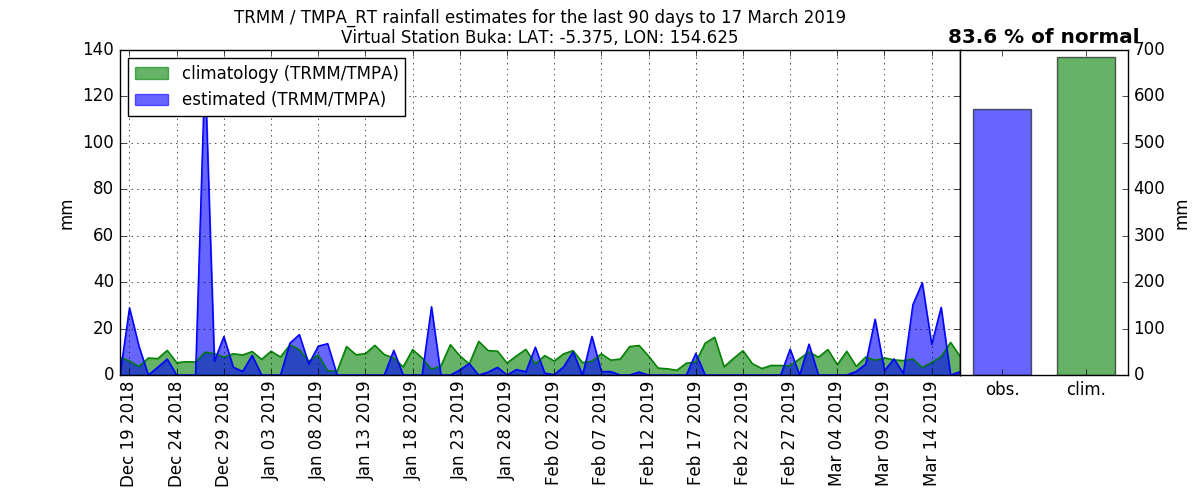 TRMM / TMPA_RT rainfall estimates for the last 90 days to 17 March 2019
Virtual Station Buka: LAT: -5.375, LON: 154.625
83.6 % of normal
climatology (TRMM/TMPA)
estimated (TRMM/TMPA)
140
120
100
80
60
40
20
0
mm
700
600
500
400
300
200
100
0
mm
Dec 19 2018
Dec 24 2018
Dec 29 2018
Jan 03 2019
Jan 08 2019
Jan 13 2019
Jan 18 2019
Jan 23 2019
Jan 28 2019
Feb 02 2019
Feb 07 2019
Feb 12 2019
Feb 17 2019
Feb 22 2019
Feb 27 2019
Mar 04 2019
Mar 09 2019
Mar 14 2019
obs.
clim.